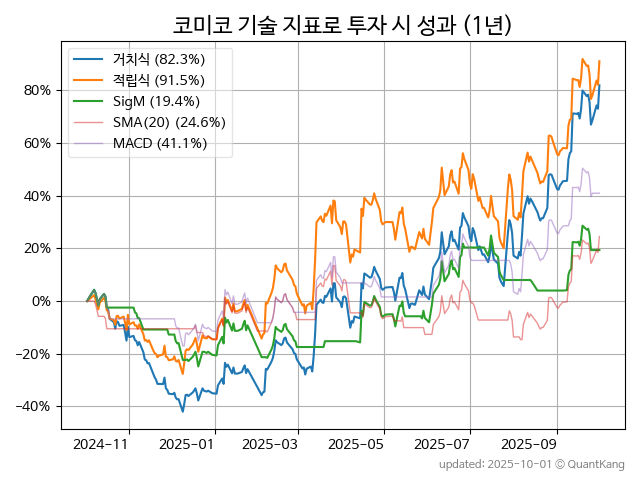 코미코 기술 지표로 투자 시 성과 (1년)
거치식 (82.3%)
적립식 (91.5%)
SigM (19.4%)
SMA(20) (24.6%)
MACD (41.1%)
80%
60%
40%
20%
0%
−20%
−40%
2024-11 2025-01 2025-03 2025-05 2025-07 2025-09
updated: 2025-10-01 © QuantKang